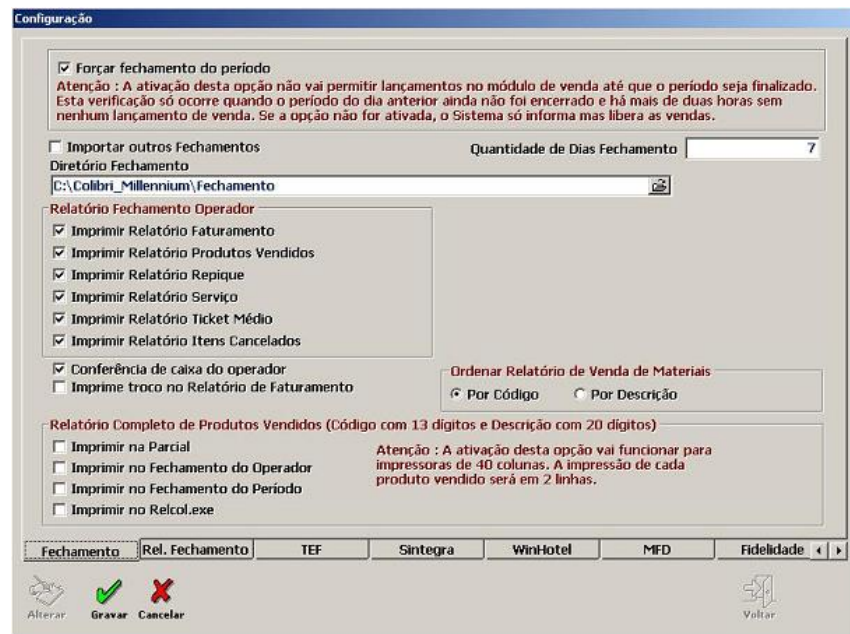 Configuração
Forçar fechamento do período
Atenção : A ativação desta opção não vai permitir lançamentos no módulo de venda até que o período seja finalizado.
Esta verificação só ocorre quando o período do dia anterior ainda não foi encerrado e há mais de duas horas sem
nenhum lançamento de venda. Se a opção não for ativada, o Sistema só informa mas libera as vendas.
Importar outros Fechamentos
Quantidade de Dias Fechamento 7
Diretório Fechamento
C:\Colibri_Millennium\Fechamento
Relatório Fechamento Operador
Imprimir Relatório Faturamento
Imprimir Relatório Produtos Vendidos
Imprimir Relatório Repique
Imprimir Relatório Serviço
Imprimir Relatório Ticket Médio
Imprimir Relatório Itens Cancelados
Conferência de caixa do operador
Imprime troco no Relatório de Faturamento
Ordenar Relatório de Venda de Materiais
Por Código Por Descrição
Relatório Completo de Produtos Vendidos (Código com 13 dígitos e Descrição com 20 dígitos)
Imprimir na Parcial
Imprimir no Fechamento do Operador
Imprimir no Fechamento do Período
Imprimir no Relcol.exe
Atenção : A ativação desta opção vai funcionar para
impressoras de 40 colunas. A impressão de cada
produto vendido será em 2 linhas.
Fechamento Rel. Fechamento TEF Sintegra WinHotel MFD Fidelidade
Alterar Gravar Cancelar Voltar